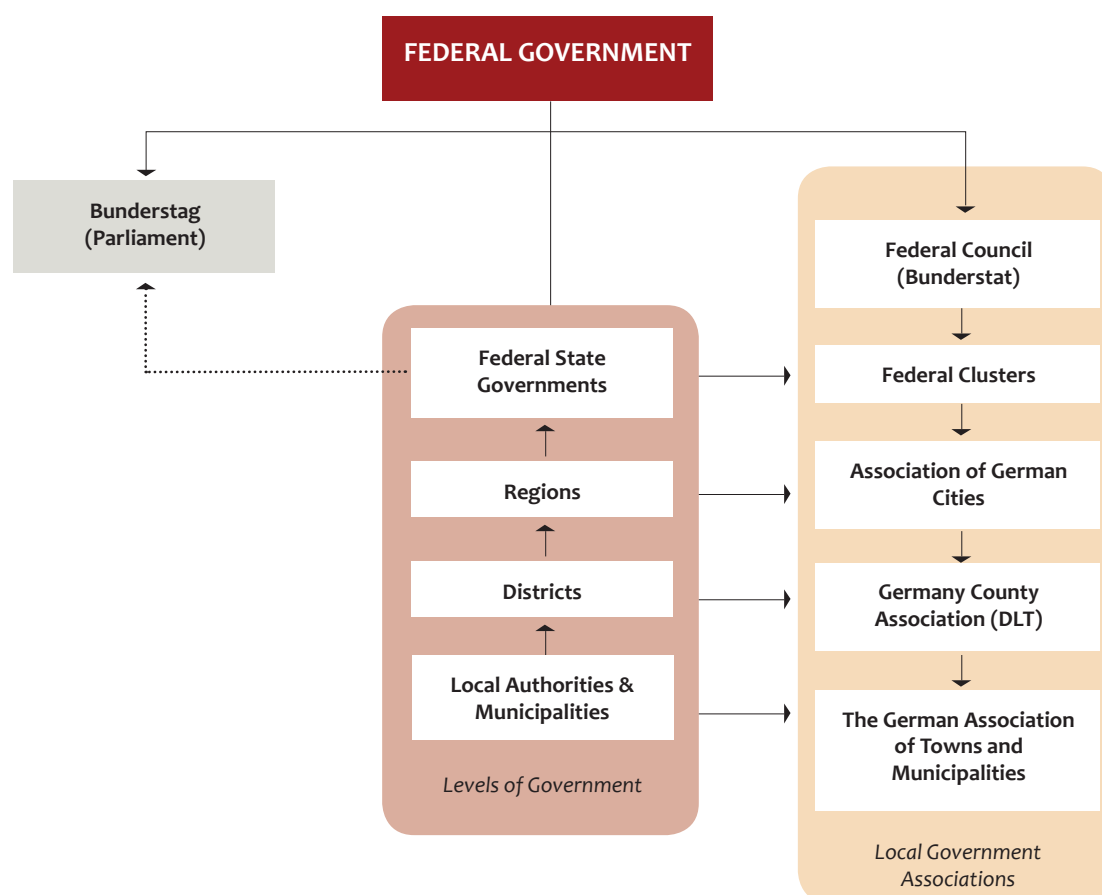 FEDERAL GOVERNMENT
Bunderstag
(Parliament)
Federal State
Governments
Regions
Districts
Local Authorities &
Municipalities
Levels of Government
Federal Council
(Bunderstat)
Federal Clusters
Association of German
Cities
Germany County
Association (DLT)
The German Association
of Towns and
Municipalities
Local Government
Associations